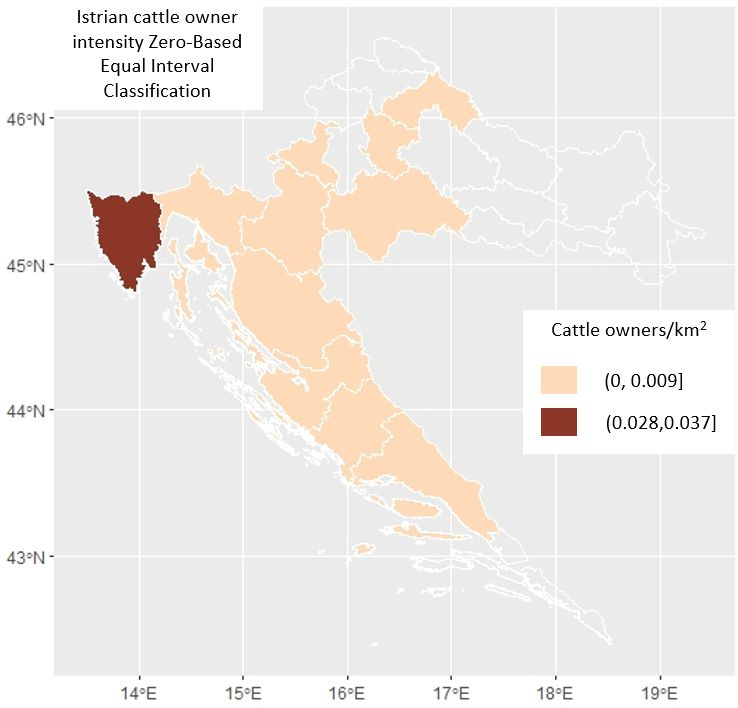 Istrian cattle owner
intensity Zero-Based
Equal Interval
Classification
46°N
45°N
44°N
43°N
Cattle owners/km²
(0, 0.009]
(0.028,0.037]
14°E 15°E 16°E 17°E 18°E 19°E